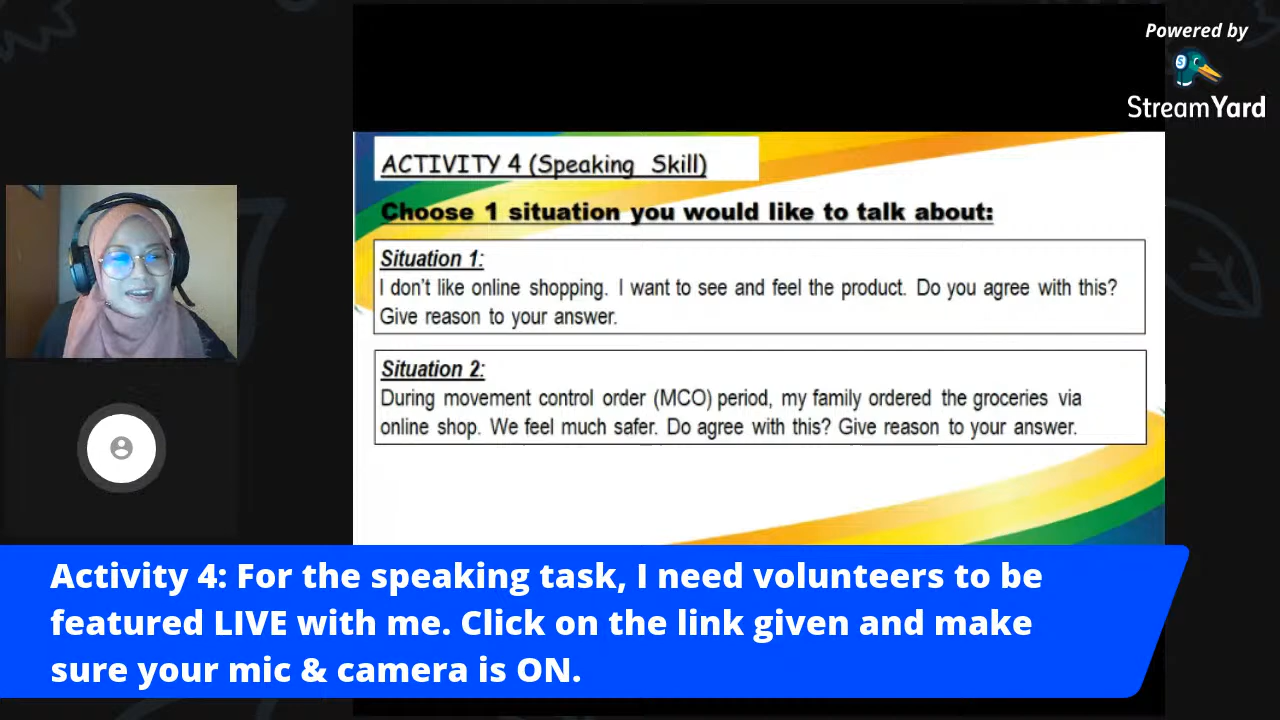 Powered by
StreamYard
ACTIVITY 4 (Speaking Skill)
Choose 1 situation you would like to talk about:
Situation 1:
I don't like online shopping. I want to see and feel the product. Do you agree with this?
Give reason to your answer.
Situation 2:
During movement control order (MCO) period, my family ordered the groceries via
online shop. We feel much safer. Do agree with this? Give reason to your answer.
Activity 4: For the speaking task, I need volunteers to be
featured LIVE with me. Click on the link given and make
sure your mic & camera is ON.